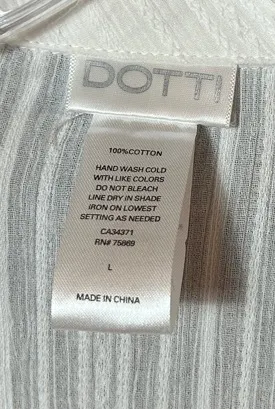 DOTTI
100%COTTON
HAND WASH COLD
WITH LIKE COLORS
DO NOT BLEACH
LINE DRY IN SHADE
IRON ON LOWEST
SETTING AS NEEDED
CA34371
RN# 75869
L
MADE IN CHINA